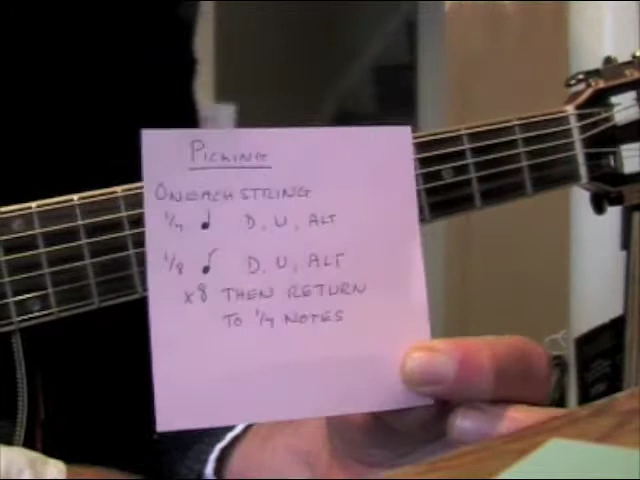 PICKING
ON EACH STRING
1/4 ♩ D, U, ALT
1/8 ♪ D, U, ALT
x8 THEN RETURN
TO 1/4 NOTES